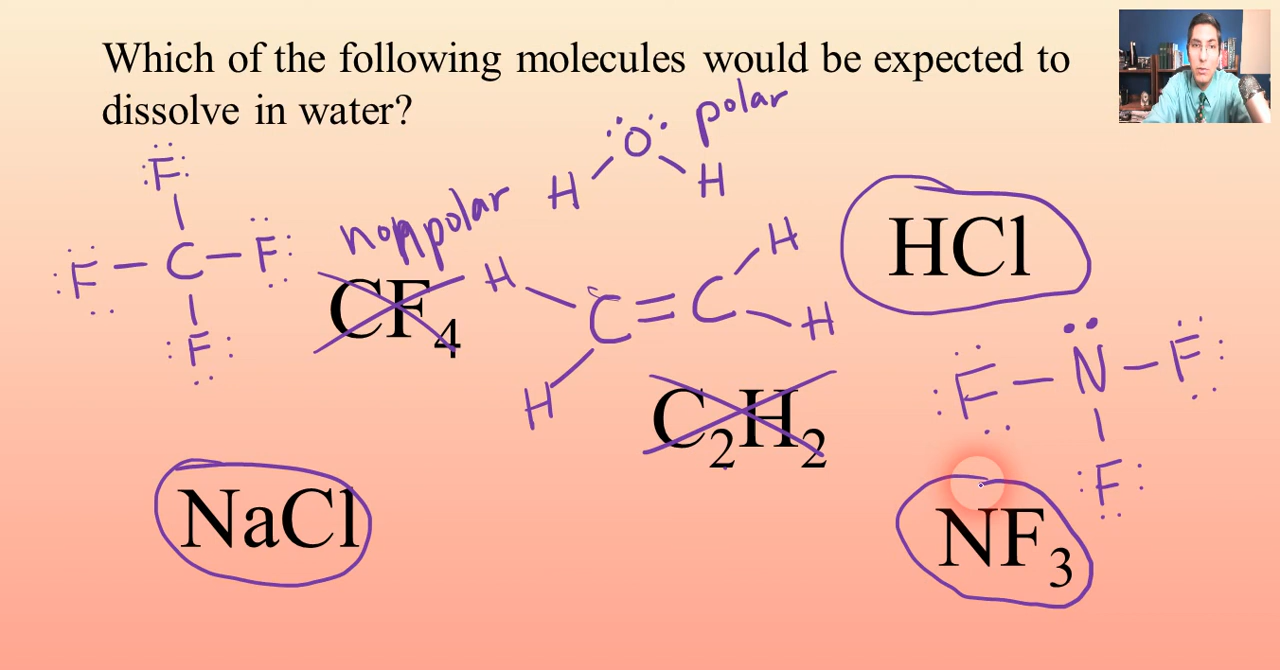 Which of the following molecules would be expected to
dissolve in water?
polar
H
O
H
nonpolar
F
F
C
F
F
CF4
H
H
C=C
H
H
C2H2
HCl
F
N
F
F
NaCl
NF3